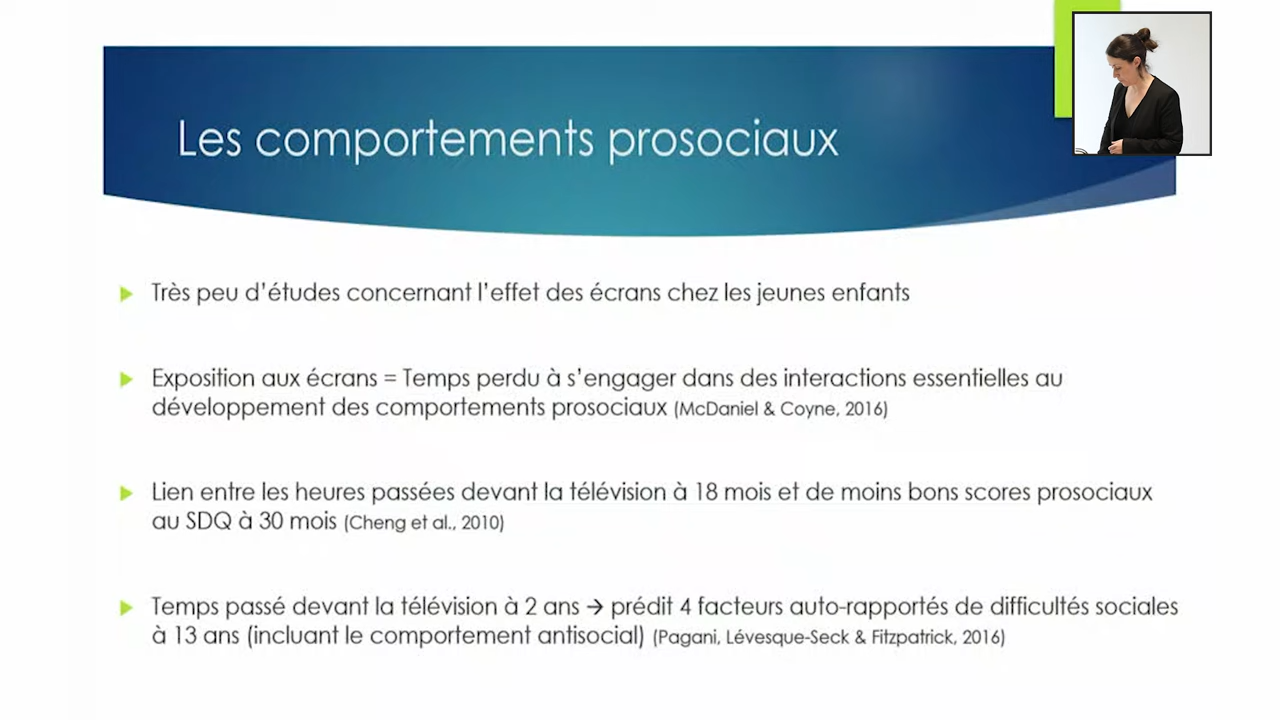 Les comportements prosociaux
Très peu d'études concernant l'effet des écrans chez les jeunes enfants
Exposition aux écrans = Temps perdu à s'engager dans des interactions essentielles au
développement des comportements prosociaux (McDaniel & Coyne, 2016)
Lien entre les heures passées devant la télévision à 18 mois et de moins bons scores prosociaux
au SDQ à 30 mois (Cheng et al., 2010)
Temps passé devant la télévision à 2 ans → prédit 4 facteurs auto-rapportés de difficultés sociales
à 13 ans (incluant le comportement antisocial) (Pagani, Lévesque-Seck & Fitzpatrick, 2016)